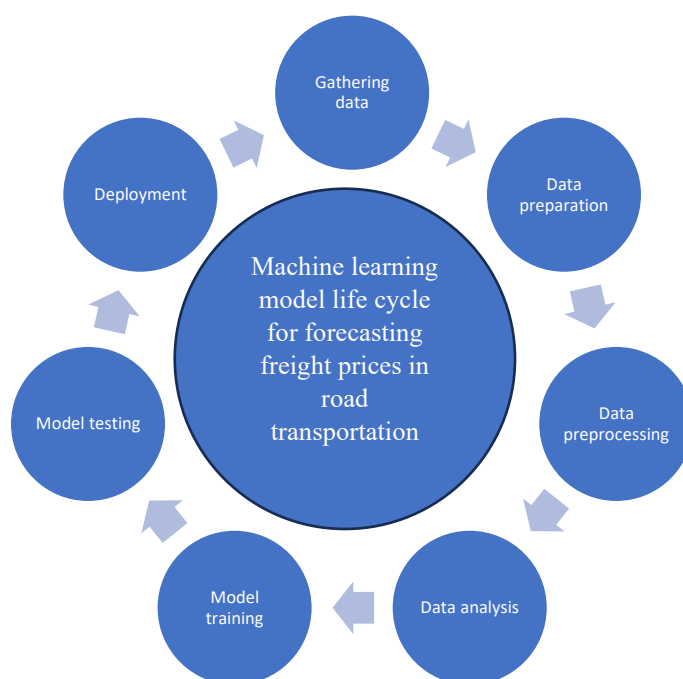 Gathering
data
Data
preparation
Data
preprocessing
Data analysis
Model
training
Model testing
Deployment
Machine learning
model life cycle
for forecasting
freight prices in
road
transportation